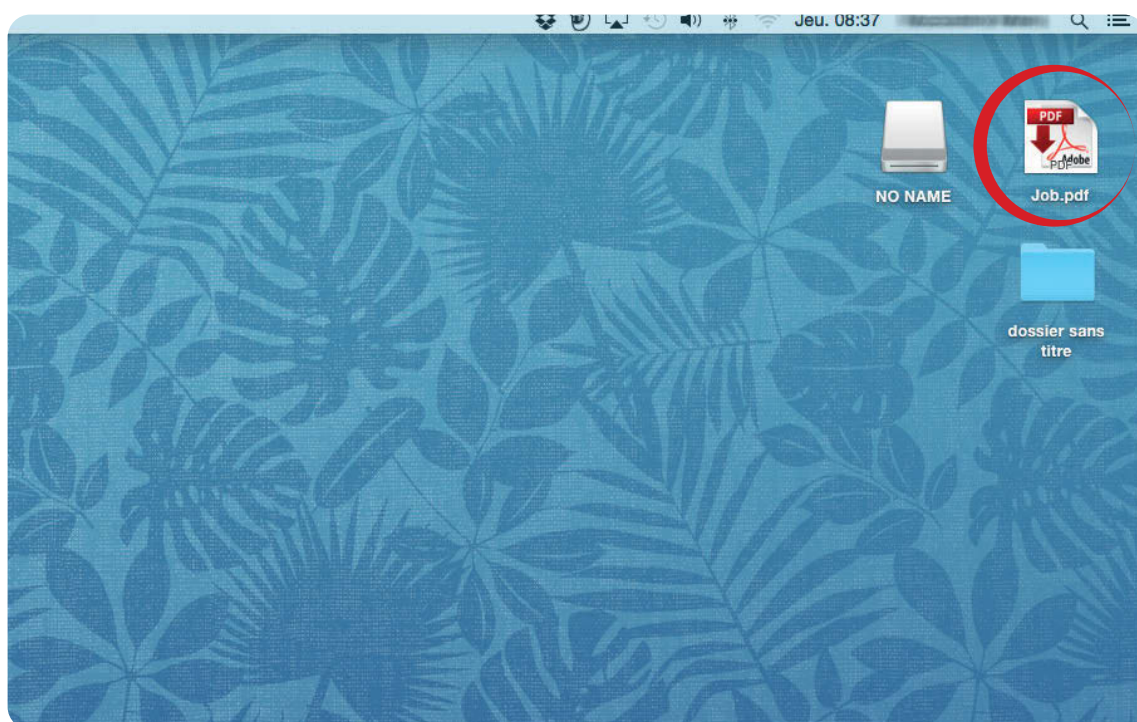 Jeu. 08:37
PDF
Adobe
PDF
NO NAME
Job.pdf
dossier sans
titre